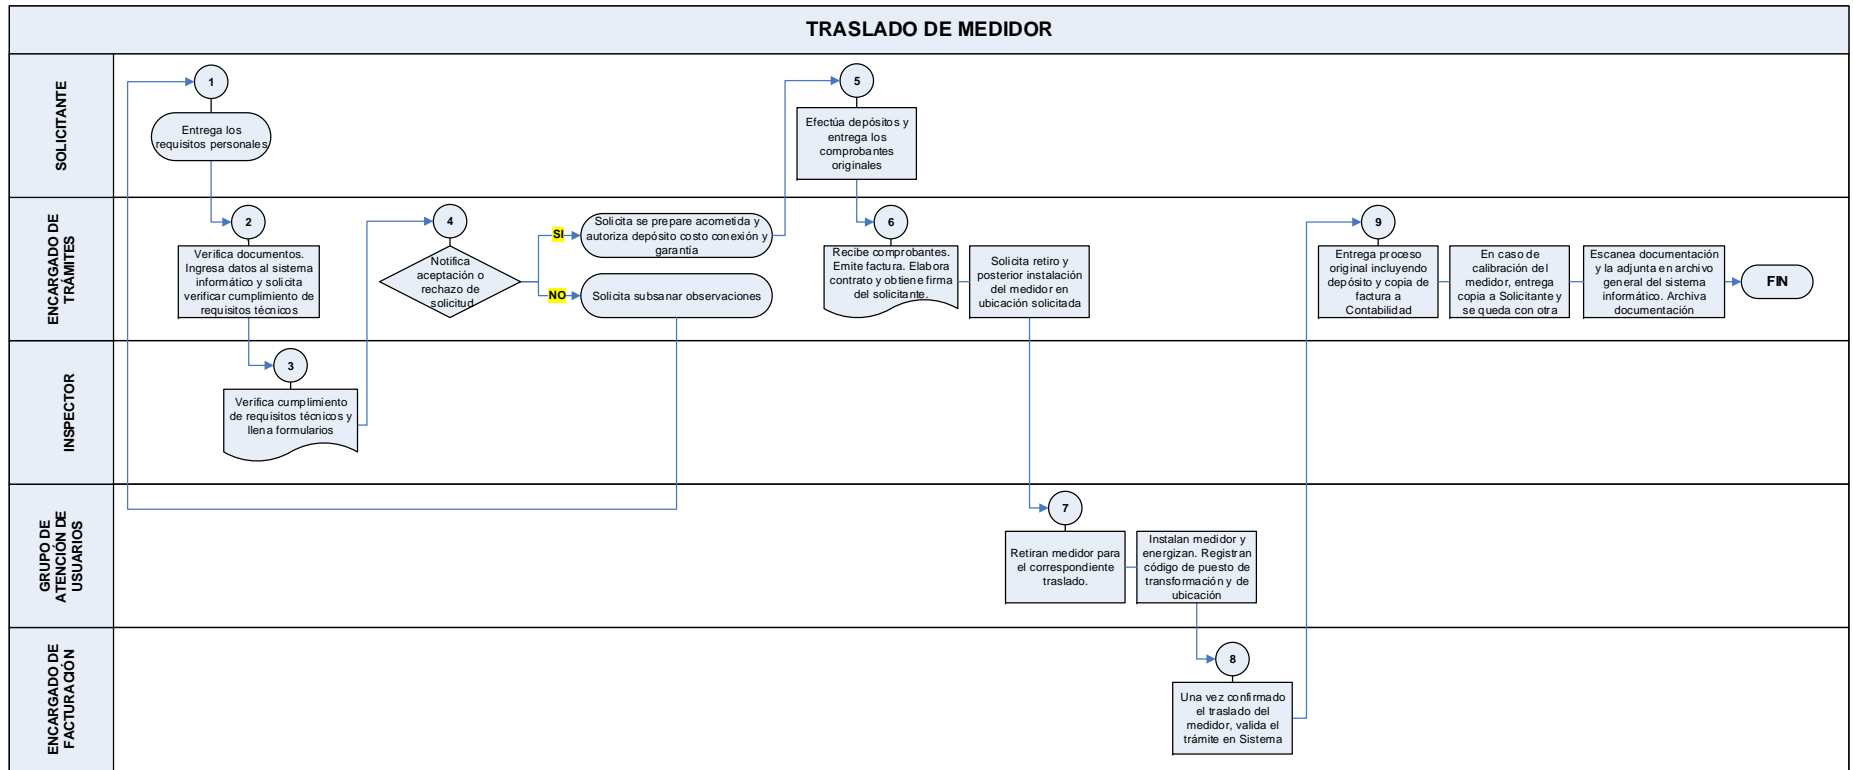 TRASLADO DE MEDIDOR
SOLICITANTE
1
Entrega los
requisitos personales
5
Efectúa depósitos y
entrega los
comprobantes
originales
ENCARGADO DE
TRÁMITES
2
Verifica documentos.
Ingresa datos al sistema
informático y solicita
verificar cumplimiento de
requisitos técnicos
4
Notifica
aceptación o
rechazo de
solicitud
SI
Solicita se prepare acometida y
autoriza depósito costo conexión y
garantía
NO
Solicita subsanar observaciones
6
Recibe comprobantes.
Emite factura. Elabora
contrato y obtiene firma
del solicitante.
Solicita retiro y
posterior instalación
del medidor en
ubicación solicitada
9
Entrega proceso
original incluyendo
depósito y copia de
factura a
Contabilidad
En caso de
calibración del
medidor, entrega
copia a Solicitante y
se queda con otra
Escanea documentación
y la adjunta en archivo
general del sistema
informático. Archiva
documentación
FIN
INSPECTOR
3
Verifica cumplimiento
de requisitos técnicos y
llena formularios
GRUPO DE
ATENCIÓN DE
USUARIOS
7
Retiran medidor para
el correspondiente
traslado.
Instalan medidor y
energizan. Registran
código de puesto de
transformación y de
ubicación
ENCARGADO DE
FACTURACIÓN
8
Una vez confirmado
el traslado del
medidor, valida el
trámite en Sistema